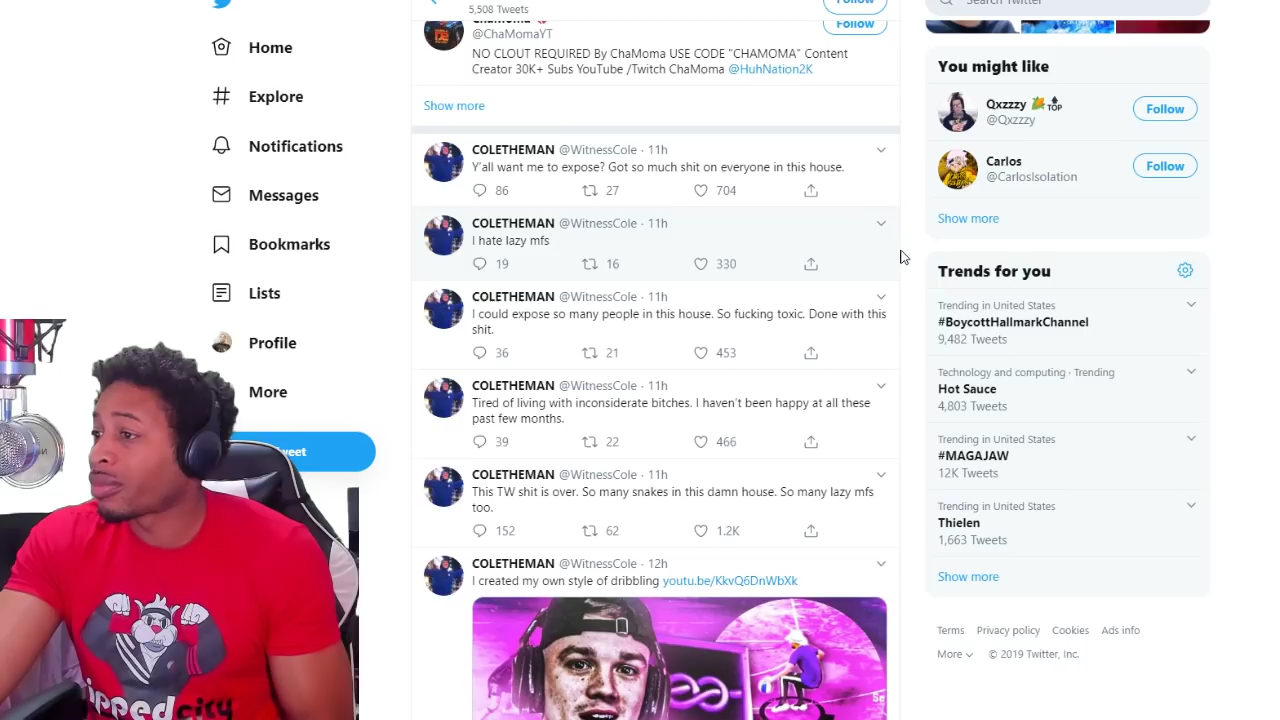 Search Twitter
5,508 Tweets
Follow
Home
Explore
Notifications
Messages
Bookmarks
Lists
Profile
More
ChaMoma
@ChaMomaYT
Follow
NO CLOUT REQUIRED By ChaMoma USE CODE "CHAMOMA" Content
Creator 30K+ Subs YouTube /Twitch ChaMoma @HuhNation2K
Show more
COLETHEMAN @WitnessCole · 11h
Y'all want me to expose? Got so much shit on everyone in this house.
86 27 704
COLETHEMAN @WitnessCole · 11h
I hate lazy mfs
19 16 330
COLETHEMAN @WitnessCole · 11h
I could expose so many people in this house. So fucking toxic. Done with this
shit.
36 21 453
COLETHEMAN @WitnessCole · 11h
Tired of living with inconsiderate bitches. I haven't been happy at all these
past few months.
39 22 466
COLETHEMAN @WitnessCole · 11h
This TW shit is over. So many snakes in this damn house. So many lazy mfs
too.
152 62 1.2K
COLETHEMAN @WitnessCole · 12h
I created my own style of dribbling youtu.be/KkvQ6DnWbXk
You might like
Qxzzzy 🌽🔝
@Qxzzzy
Follow
Carlos
@CarlosIsolation
Follow
Show more
Trends for you
Trending in United States
#BoycottHallmarkChannel
9,482 Tweets
Technology and computing · Trending
Hot Sauce
4,803 Tweets
Trending in United States
#MAGAJAW
12K Tweets
Trending in United States
Thielen
1,663 Tweets
Show more
Terms Privacy policy Cookies Ads info
More © 2019 Twitter, Inc.